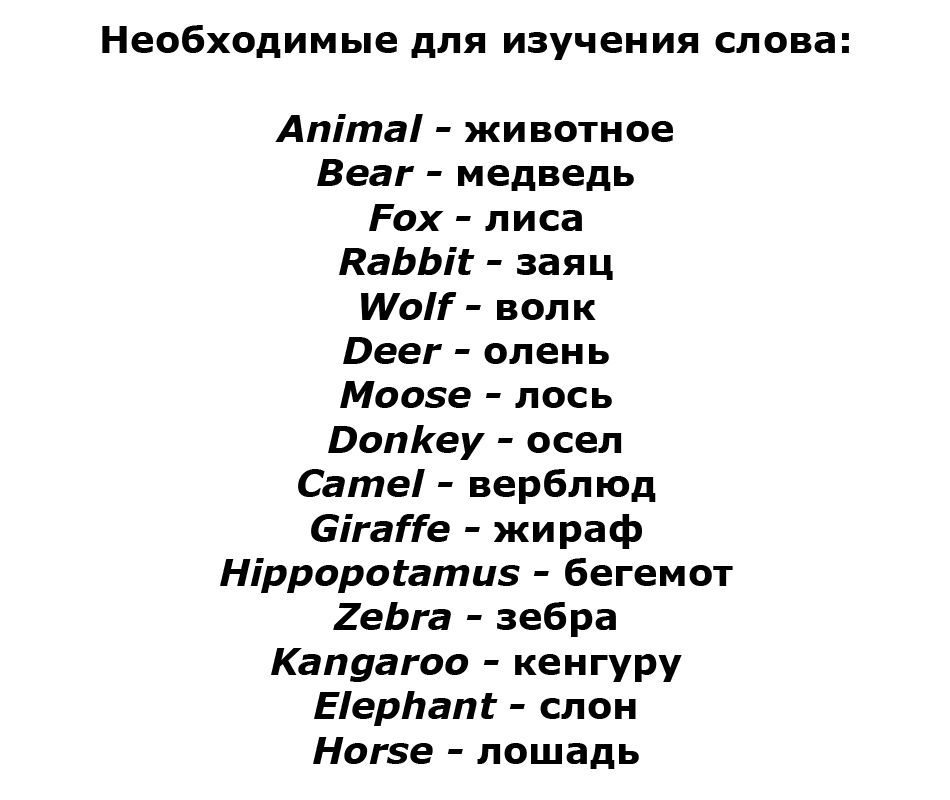 Необходимые для изучения слова:
Animal - животное
Bear - медведь
Fox - лиса
Rabbit - заяц
Wolf - волк
Deer - олень
Moose - лось
Donkey - осел
Camel - верблюд
Giraffe - жираф
Hippopotamus - бегемот
Zebra - зебра
Kangaroo - кенгуру
Elephant - слон
Horse - лошадь